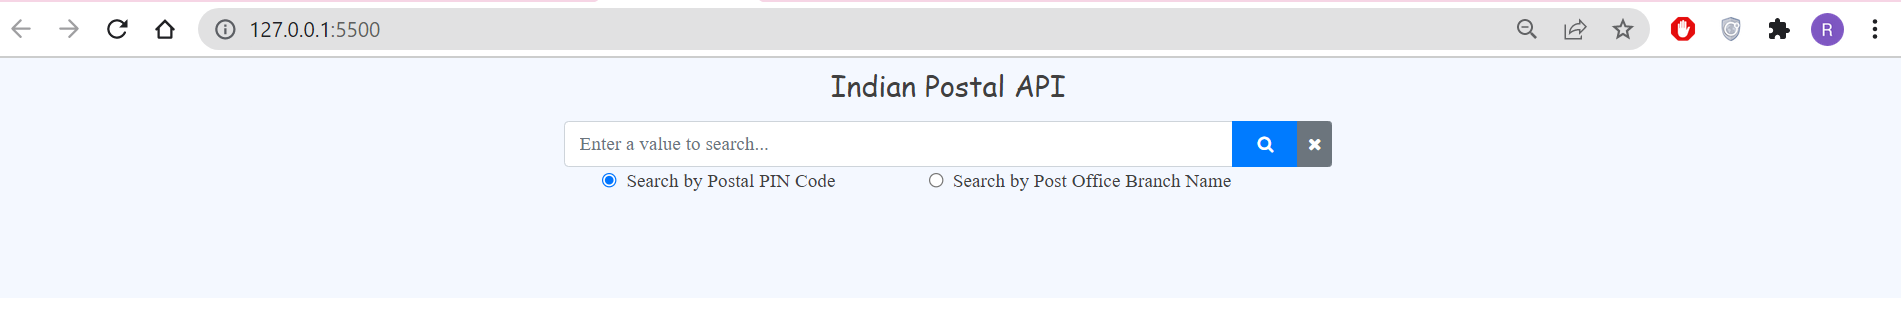 127.0.0.1:5500
R
Indian Postal API
Enter a value to search...
Search by Postal PIN Code Search by Post Office Branch Name